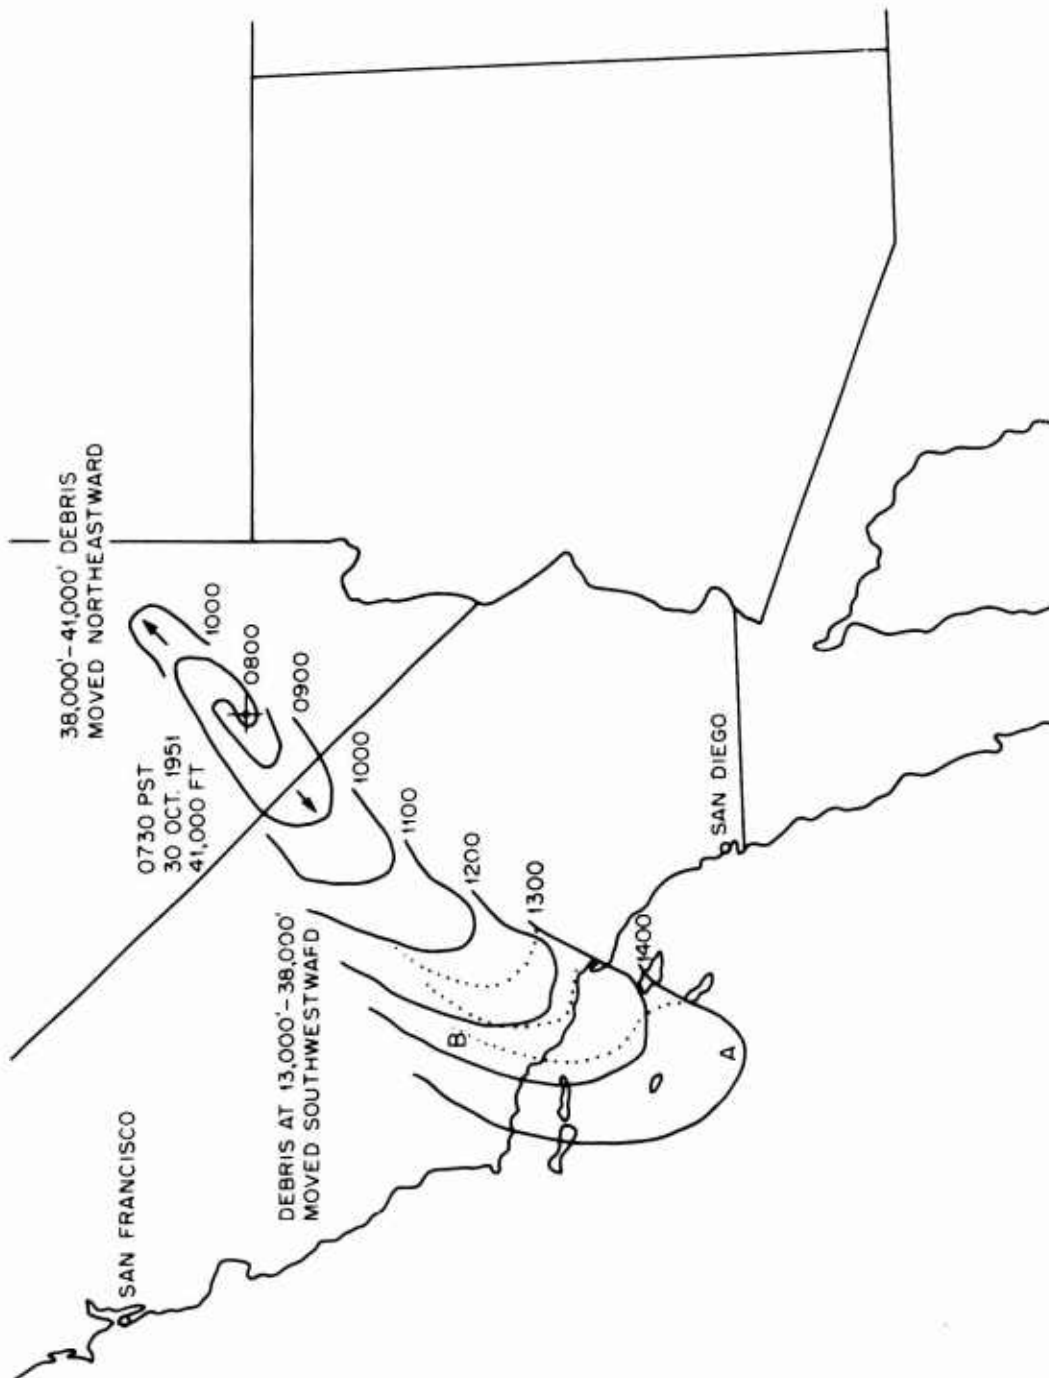 38,000'-41,000' DEBRIS
MOVED NORTHEASTWARD
0730 PST
30 OCT. 1951
41,000 FT
1000
0800
0900
1000
1100
1200
1300
1400
DEBRIS AT 13,000'-38,000'
MOVED SOUTHWESTWARD
SAN FRANCISCO
SAN DIEGO
B
A